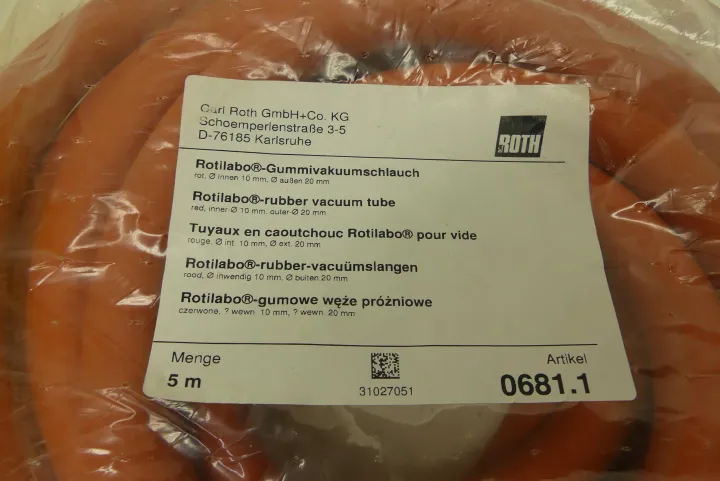 Carl Roth GmbH+Co. KG
Schoemperlenstraße 3-5
D-76185 Karlsruhe
ROTH
Rotilabo®-Gummivakuumschlauch
rot, Ø innen 10 mm, Ø außen 20 mm
Rotilabo®-rubber vacuum tube
red, inner-Ø 10 mm, outer-Ø 20 mm
Tuyaux en caoutchouc Rotilabo® pour vide
rouge, Ø int. 10 mm, Ø ext. 20 mm
Rotilabo®-rubber-vacuümslangen
rood, Ø inwendig 10 mm, Ø buiten 20 mm
Rotilabo®-gumowe węże próżniowe
czerwone, ? wewn. 10 mm, ? wewn. 20 mm
Menge
5 m
31027051
Artikel
0681.1